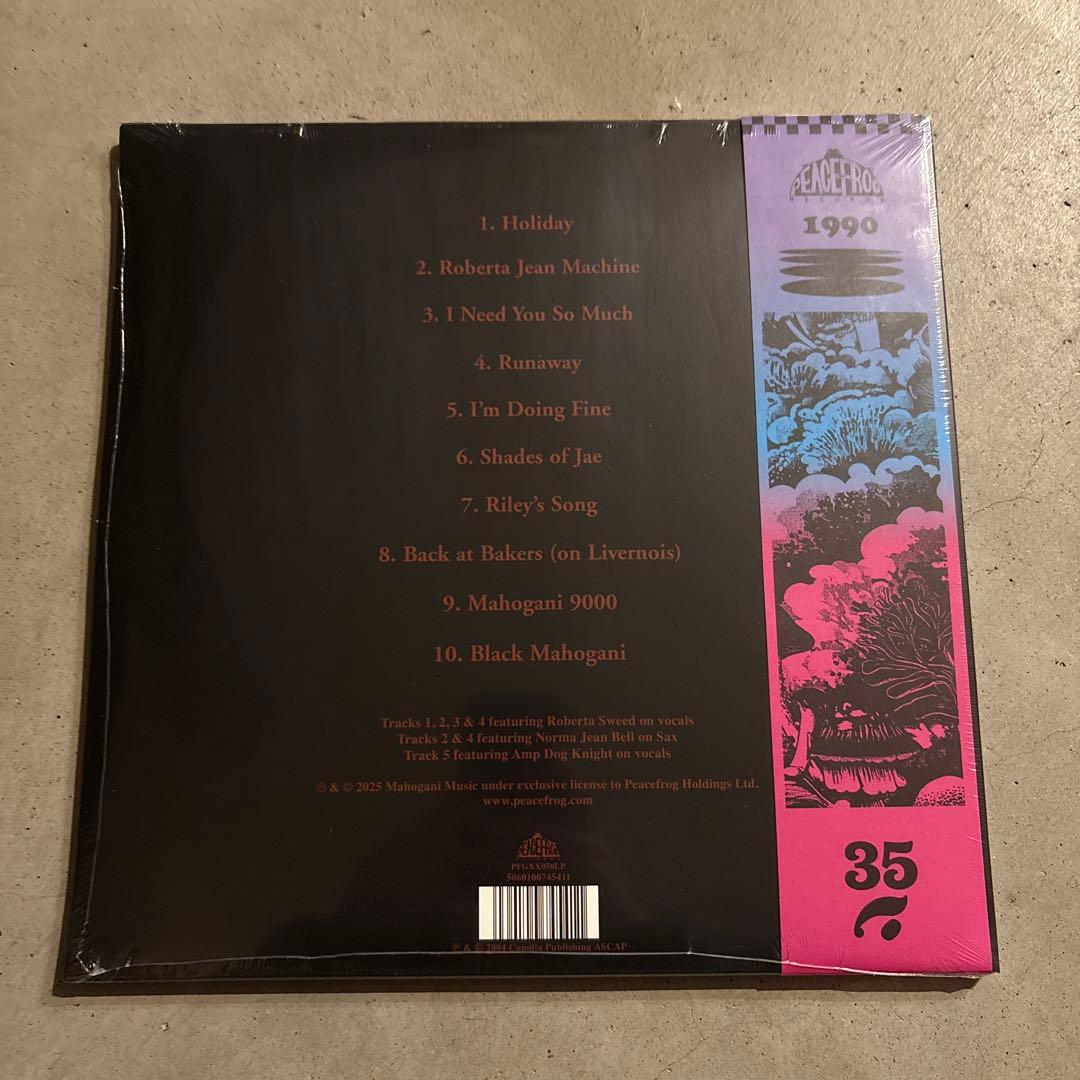 1. Holiday
2. Roberta Jean Machine
3. I Need You So Much
4. Runaway
5. I'm Doing Fine
6. Shades of Jae
7. Riley's Song
8. Back at Bakers (on Livernois)
9. Mahogani 9000
10. Black Mahogani
Tracks 1, 2, 3 & 4 featuring Roberta Sweed on vocals
Tracks 2 & 4 featuring Norma Jean Bell on Sax
Track 5 featuring Amp Dog Knight on vocals
℗ & © 2025 Mahogani Music under exclusive license to Peacefrog Holdings Ltd.
www.peacefrog.com
PEACEFROG
PFGXX050LP
5060100745411
℗ & © 2004 Conolia Publishing ASCAP
PEACEFROG
RECORDS
1990
35